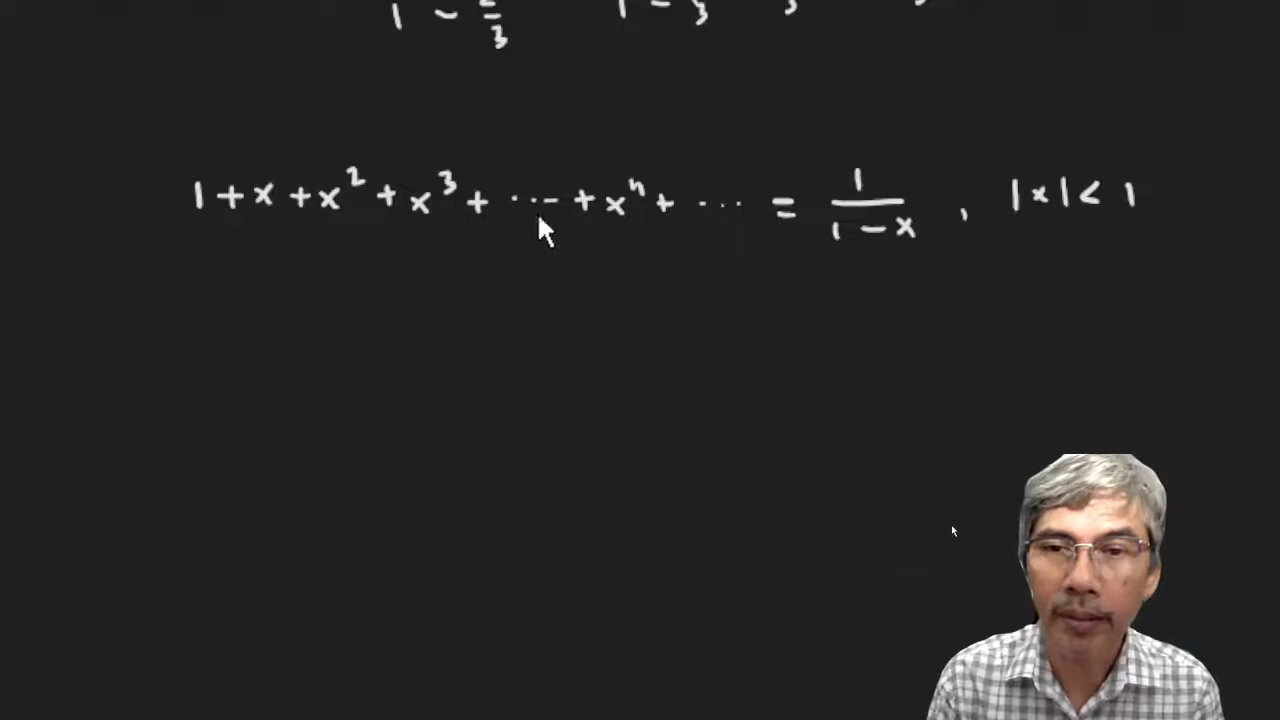 1 + x + x² + x³ + ··· + xⁿ + ··· = 1/(1 - x) , |x| < 1